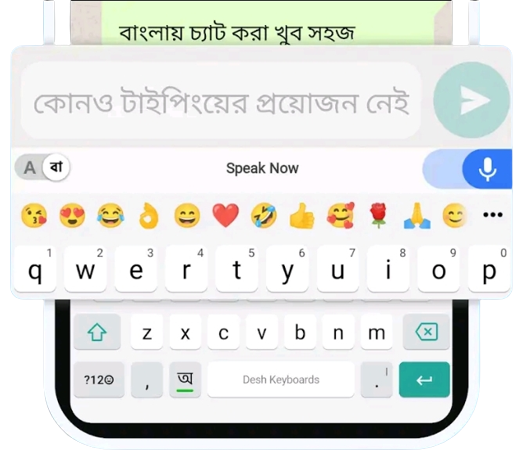 বাংলায় চ্যাট করা খুব সহজ
কোনও টাইপিংয়ের প্রয়োজন নেই
A বা Speak Now
1 2 3 4 5 6 7 8 9 0
q w e r t y u i o p
z x c v b n m
?12☺ , অ Desh Keyboards . |